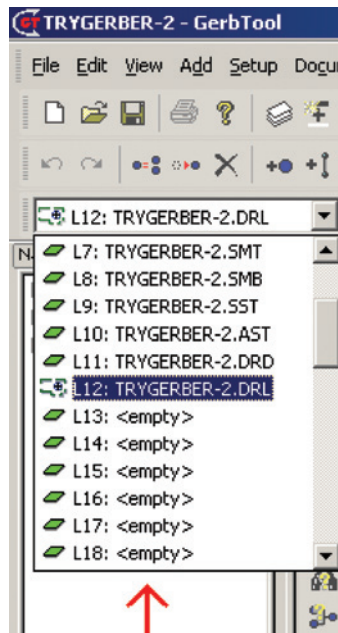 TRYGERBER-2 - GerbTool
File Edit View Add Setup
L12: TRYGERBER-2.DRL
L7: TRYGERBER-2.SMT
L8: TRYGERBER-2.SMB
L9: TRYGERBER-2.SST
L10: TRYGERBER-2.AST
L11: TRYGERBER-2.DRD
L12: TRYGERBER-2.DRL
L13: <empty>
L14: <empty>
L15: <empty>
L16: <empty>
L17: <empty>
L18: <empty>